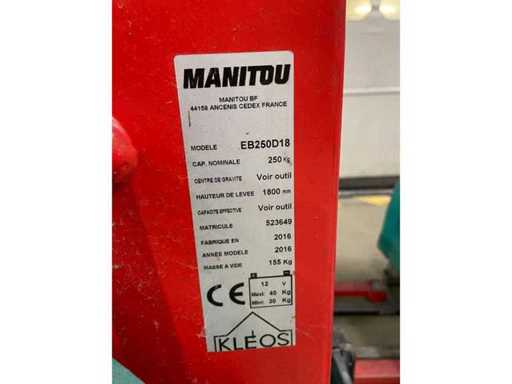 MANITOU
MANITOU BF
44158 ANCENIS CEDEX FRANCE
MODELE EB250D18
CAP. NOMINALE 250 Kg
CENTRE DE GRAVITE Voir outil
HAUTEUR DE LEVEE 1800 mm
CAPACITE EFFECTIVE Voir outil
MATRICULE 523649
FABRIQUE EN 2016
ANNEE MODELE 2016
MASSE A VIDE 155 Kg
CE
12 V
Maxi: 40 Kg
Mini: 30 Kg
KLEOS